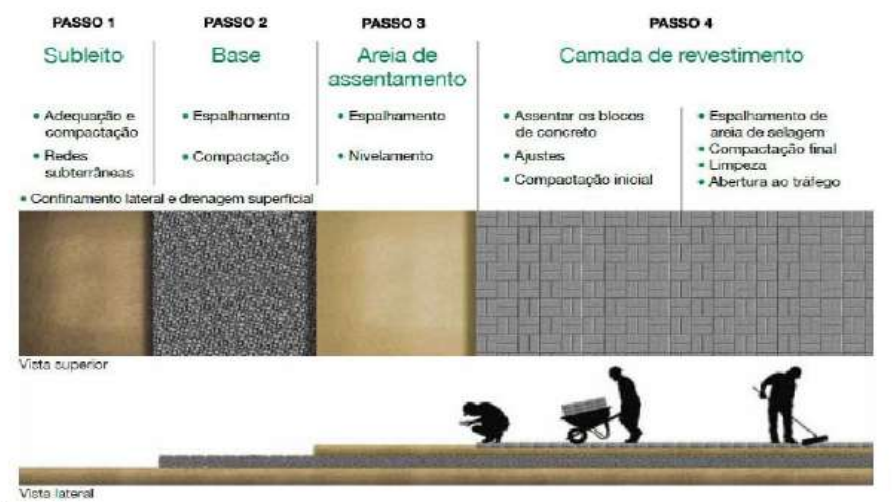 PASSO 1
Subleito
• Adequação e
compactação
• Redes
subterrâneas
PASSO 2
Base
• Espalhamento
• Compactação
• Confinamento lateral e drenagem superficial
PASSO 3
Areia de
assentamento
• Espalhamento
• Nivelamento
PASSO 4
Camada de revestimento
• Assentar os blocos
de concreto
• Ajustes
• Compactação inicial
• Espalhamento de
areia de selagem
• Compactação final
• Limpeza
• Abertura ao tráfego
Vista superior
Vista lateral